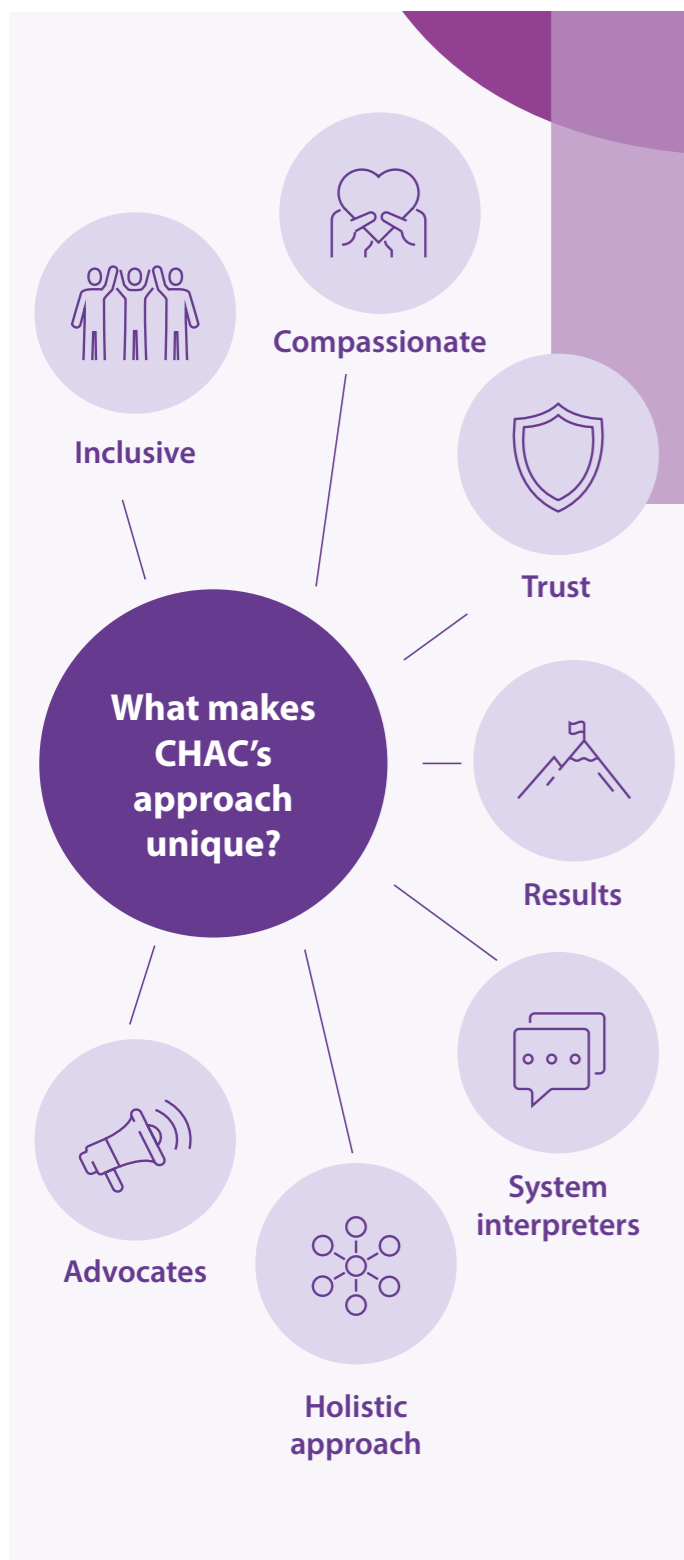 Compassionate
Inclusive
Trust
What makes
CHAC’s
approach
unique?
Results
System
interpreters
Advocates
Holistic
approach